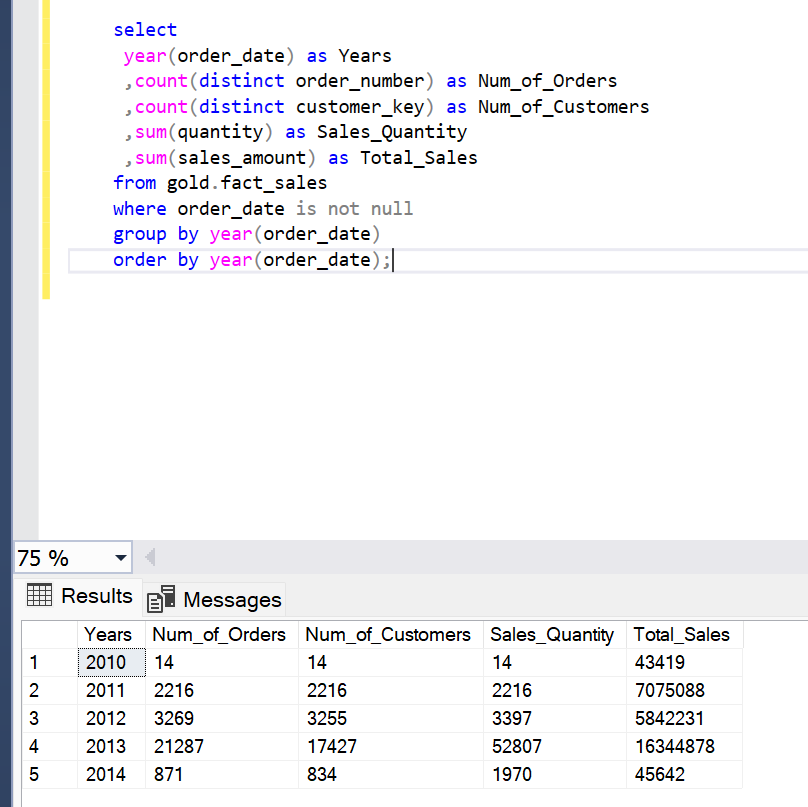 select
year(order_date) as Years
,count(distinct order_number) as Num_of_Orders
,count(distinct customer_key) as Num_of_Customers
,sum(quantity) as Sales_Quantity
,sum(sales_amount) as Total_Sales
from gold.fact_sales
where order_date is not null
group by year(order_date)
order by year(order_date);
75 %
Results Messages
Years Num_of_Orders Num_of_Customers Sales_Quantity Total_Sales
1 2010 14 14 14 43419
2 2011 2216 2216 2216 7075088
3 2012 3269 3255 3397 5842231
4 2013 21287 17427 52807 16344878
5 2014 871 834 1970 45642